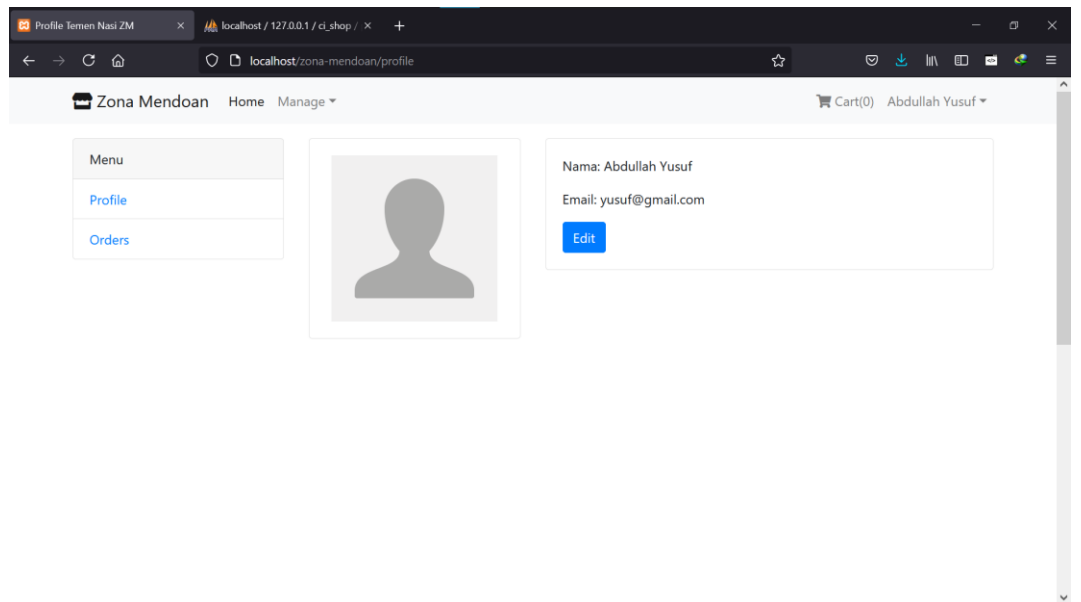 Profile Temen Nasi ZM
localhost / 127.0.0.1 / ci_shop /
localhost/zona-mendoan/profile
Zona Mendoan Home Manage Cart(0) Abdullah Yusuf
Menu
Profile
Orders
Nama: Abdullah Yusuf
Email: yusuf@gmail.com
Edit